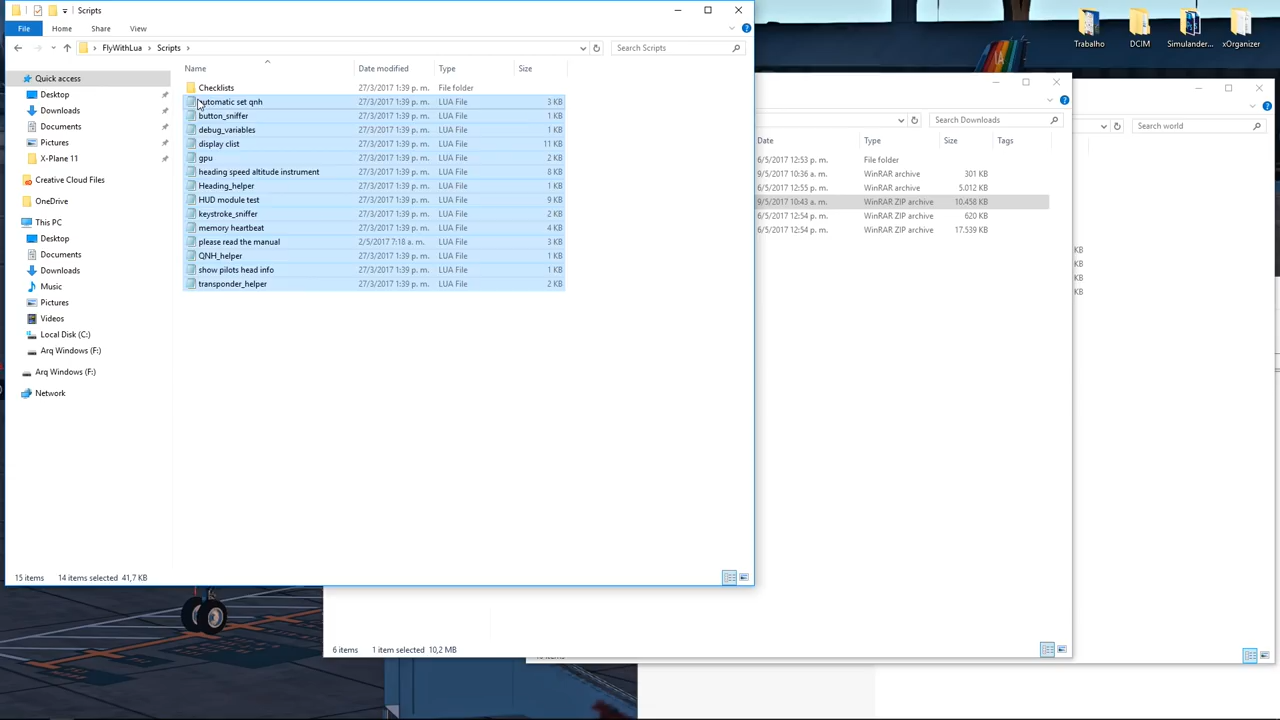 Scripts
File
Home
Share
View
FlyWithLua > Scripts >
Search Scripts
Name
Date modified
Type
Size
Quick access
Desktop
Downloads
Documents
Pictures
X-Plane 11
Creative Cloud Files
OneDrive
This PC
Desktop
Documents
Downloads
Music
Pictures
Videos
Local Disk (C:)
Arq Windows (F:)
Arq Windows (F:)
Network
Checklists 27/3/2017 1:39 p. m. File folder
automatic set qnh 27/3/2017 1:39 p. m. LUA File 3 KB
button_sniffer 27/3/2017 1:39 p. m. LUA File 1 KB
debug_variables 27/3/2017 1:39 p. m. LUA File 1 KB
display clist 27/3/2017 1:39 p. m. LUA File 11 KB
gpu 27/3/2017 1:39 p. m. LUA File 2 KB
heading speed altitude instrument 27/3/2017 1:39 p. m. LUA File 8 KB
Heading_helper 27/3/2017 1:39 p. m. LUA File 1 KB
HUD module test 27/3/2017 1:39 p. m. LUA File 9 KB
keystroke_sniffer 27/3/2017 1:39 p. m. LUA File 1 KB
memory heartbeat 27/3/2017 1:39 p. m. LUA File 4 KB
please read the manual 2/5/2017 7:18 a. m. LUA File 3 KB
QNH_helper 27/3/2017 1:39 p. m. LUA File 1 KB
show pilots head info 27/3/2017 1:39 p. m. LUA File 1 KB
transponder_helper 27/3/2017 1:39 p. m. LUA File 2 KB
15 items 14 items selected 41,7 KB
Search Downloads
Date
Type
Size
Tags
6/5/2017 12:53 p. m. File folder
9/5/2017 10:36 a. m. WinRAR archive 301 KB
6/5/2017 12:55 p. m. WinRAR archive 5.012 KB
9/5/2017 10:43 a. m. WinRAR ZIP archive 10.458 KB
6/5/2017 12:54 p. m. WinRAR ZIP archive 620 KB
6/5/2017 12:54 p. m. WinRAR ZIP archive 17.539 KB
6 items 1 item selected 10,2 MB
Search world
KB
KB
KB
KB
Trabalho
DCIM
Simulander...
xOrganizer